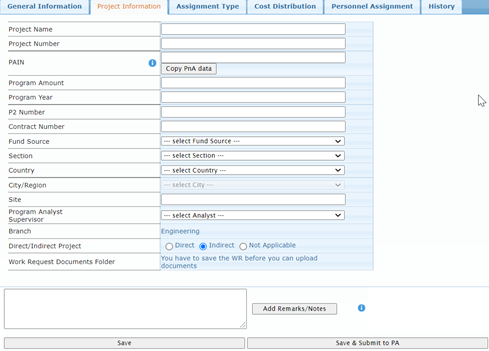 General Information Project Information Assignment Type Cost Distribution Personnel Assignment History
Project Name
Project Number
PAIN
Copy PnA data
Program Amount
Program Year
P2 Number
Contract Number
Fund Source --- select Fund Source ---
Section --- select Section ---
Country --- select Country ---
City/Region --- select City ---
Site
Program Analyst
Supervisor --- select Analyst ---
Branch Engineering
Direct/Indirect Project Direct Indirect Not Applicable
Work Request Documents Folder You have to save the WR before you can upload
documents
Add Remarks/Notes
Save Save & Submit to PA